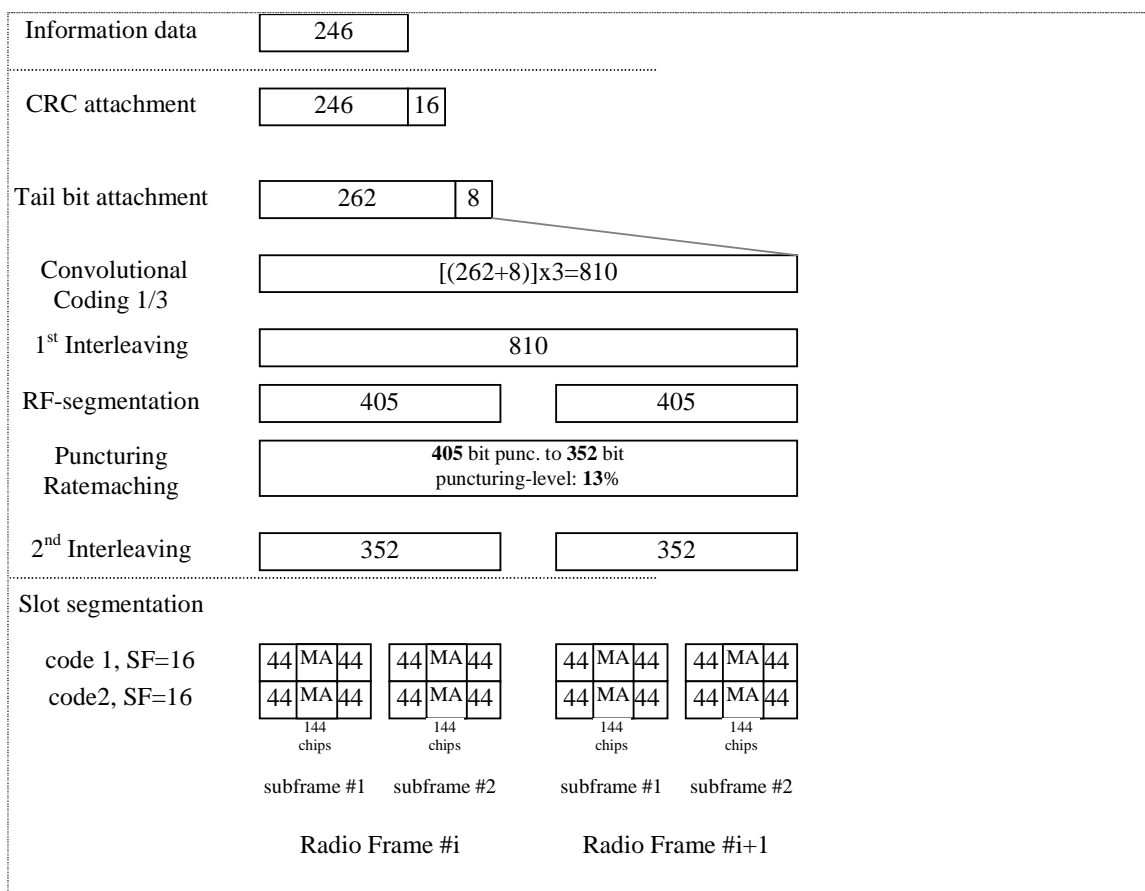 Information data
246
CRC attachment
246 16
Tail bit attachment
262 8
Convolutional
Coding 1/3
[(262+8)]x3=810
1st Interleaving
810
RF-segmentation
405 405
Puncturing
Ratemaching
405 bit punc. to 352 bit
puncturing-level: 13%
2nd Interleaving
352 352
Slot segmentation
code 1, SF=16
44 MA 44 44 MA 44 44 MA 44 44 MA 44
code2, SF=16
44 MA 44 44 MA 44 44 MA 44 44 MA 44
144 144 144 144
chips chips chips chips
subframe #1 subframe #2 subframe #1 subframe #2
Radio Frame #i Radio Frame #i+1